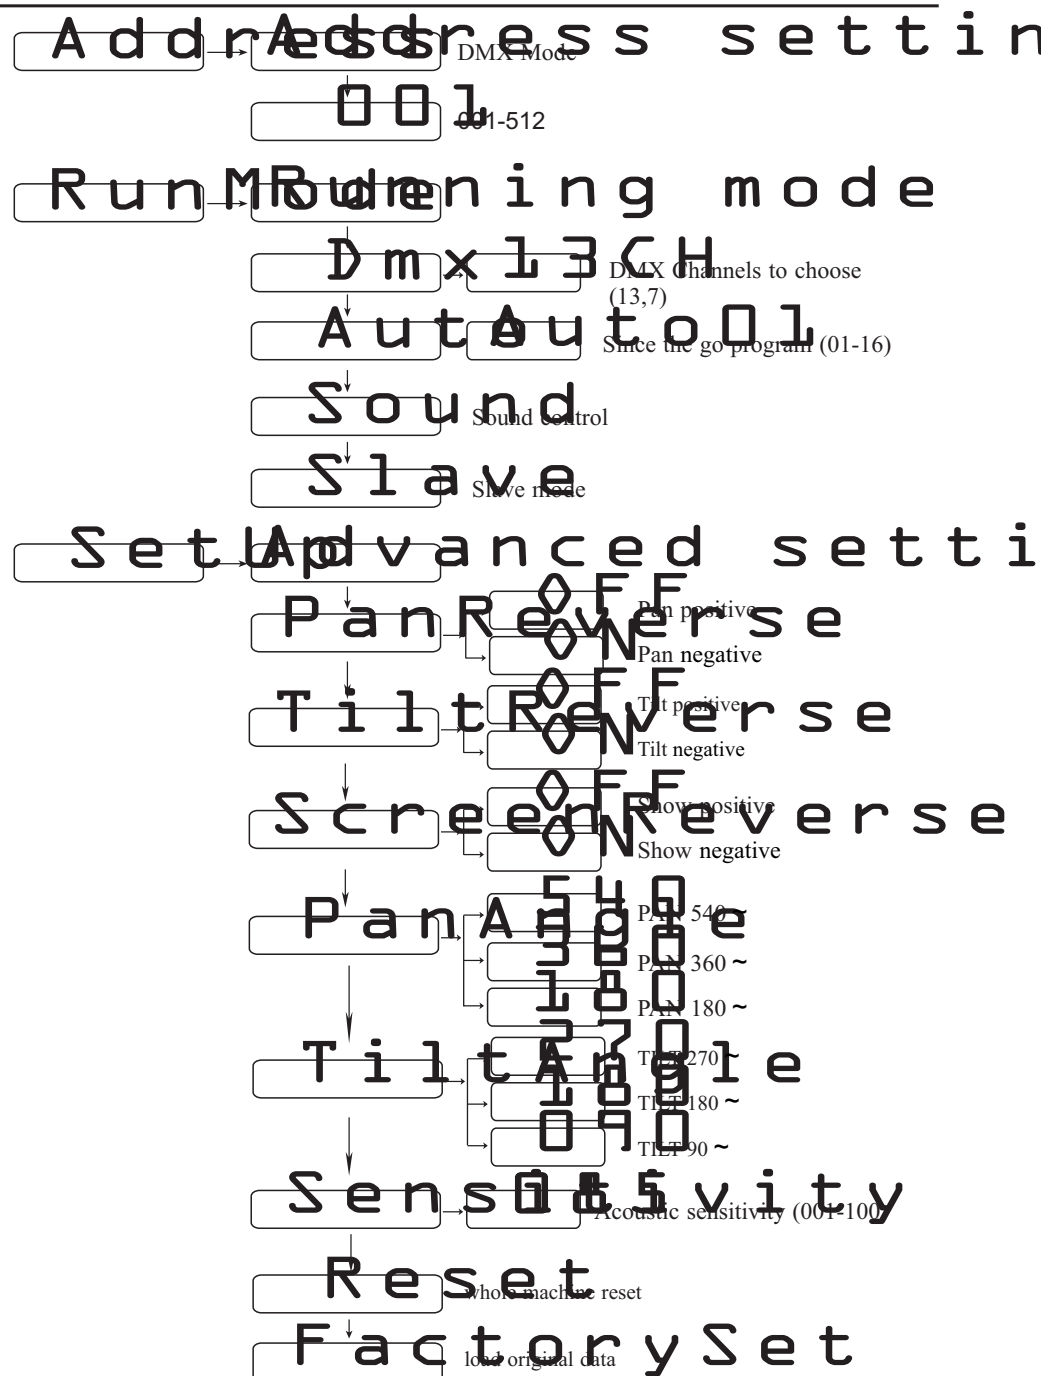 Address Address settin
DMX Mode
001 001-512
RunMode Running mode
Dmx13CH DMX Channels to choose
(13,7)
Auto Auto01 Since the go program (01-16)
Sound Sound control
Slave Slave mode
SetUp Advanced setti
PanReverse OFF Pan positive
ON Pan negative
TiltReverse OFF Tilt positive
ON Tilt negative
ScreenReverse OFF Show positive
ON Show negative
PanAngle 540 PAN 540 ~
360 PAN 360 ~
180 PAN 180 ~
TiltAngle 270 TILT 270 ~
180 TILT 180 ~
090 TILT 90 ~
Sensitivity Acoustic sensitivity (001-100)
Reset whole machine reset
FactorySet load original data